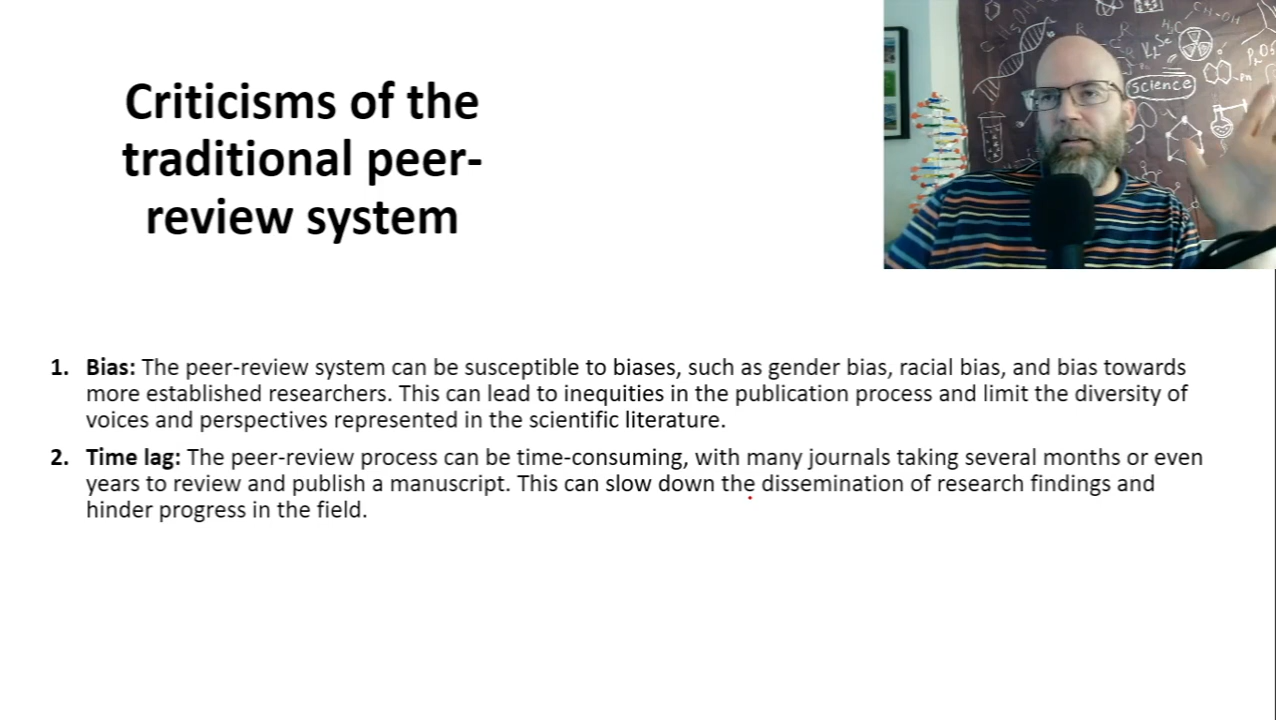 Criticisms of the
traditional peer-
review system
CH₃OH
CH-OH
H₃C
Science
1. Bias: The peer-review system can be susceptible to biases, such as gender bias, racial bias, and bias towards
more established researchers. This can lead to inequities in the publication process and limit the diversity of
voices and perspectives represented in the scientific literature.
2. Time lag: The peer-review process can be time-consuming, with many journals taking several months or even
years to review and publish a manuscript. This can slow down the dissemination of research findings and
hinder progress in the field.